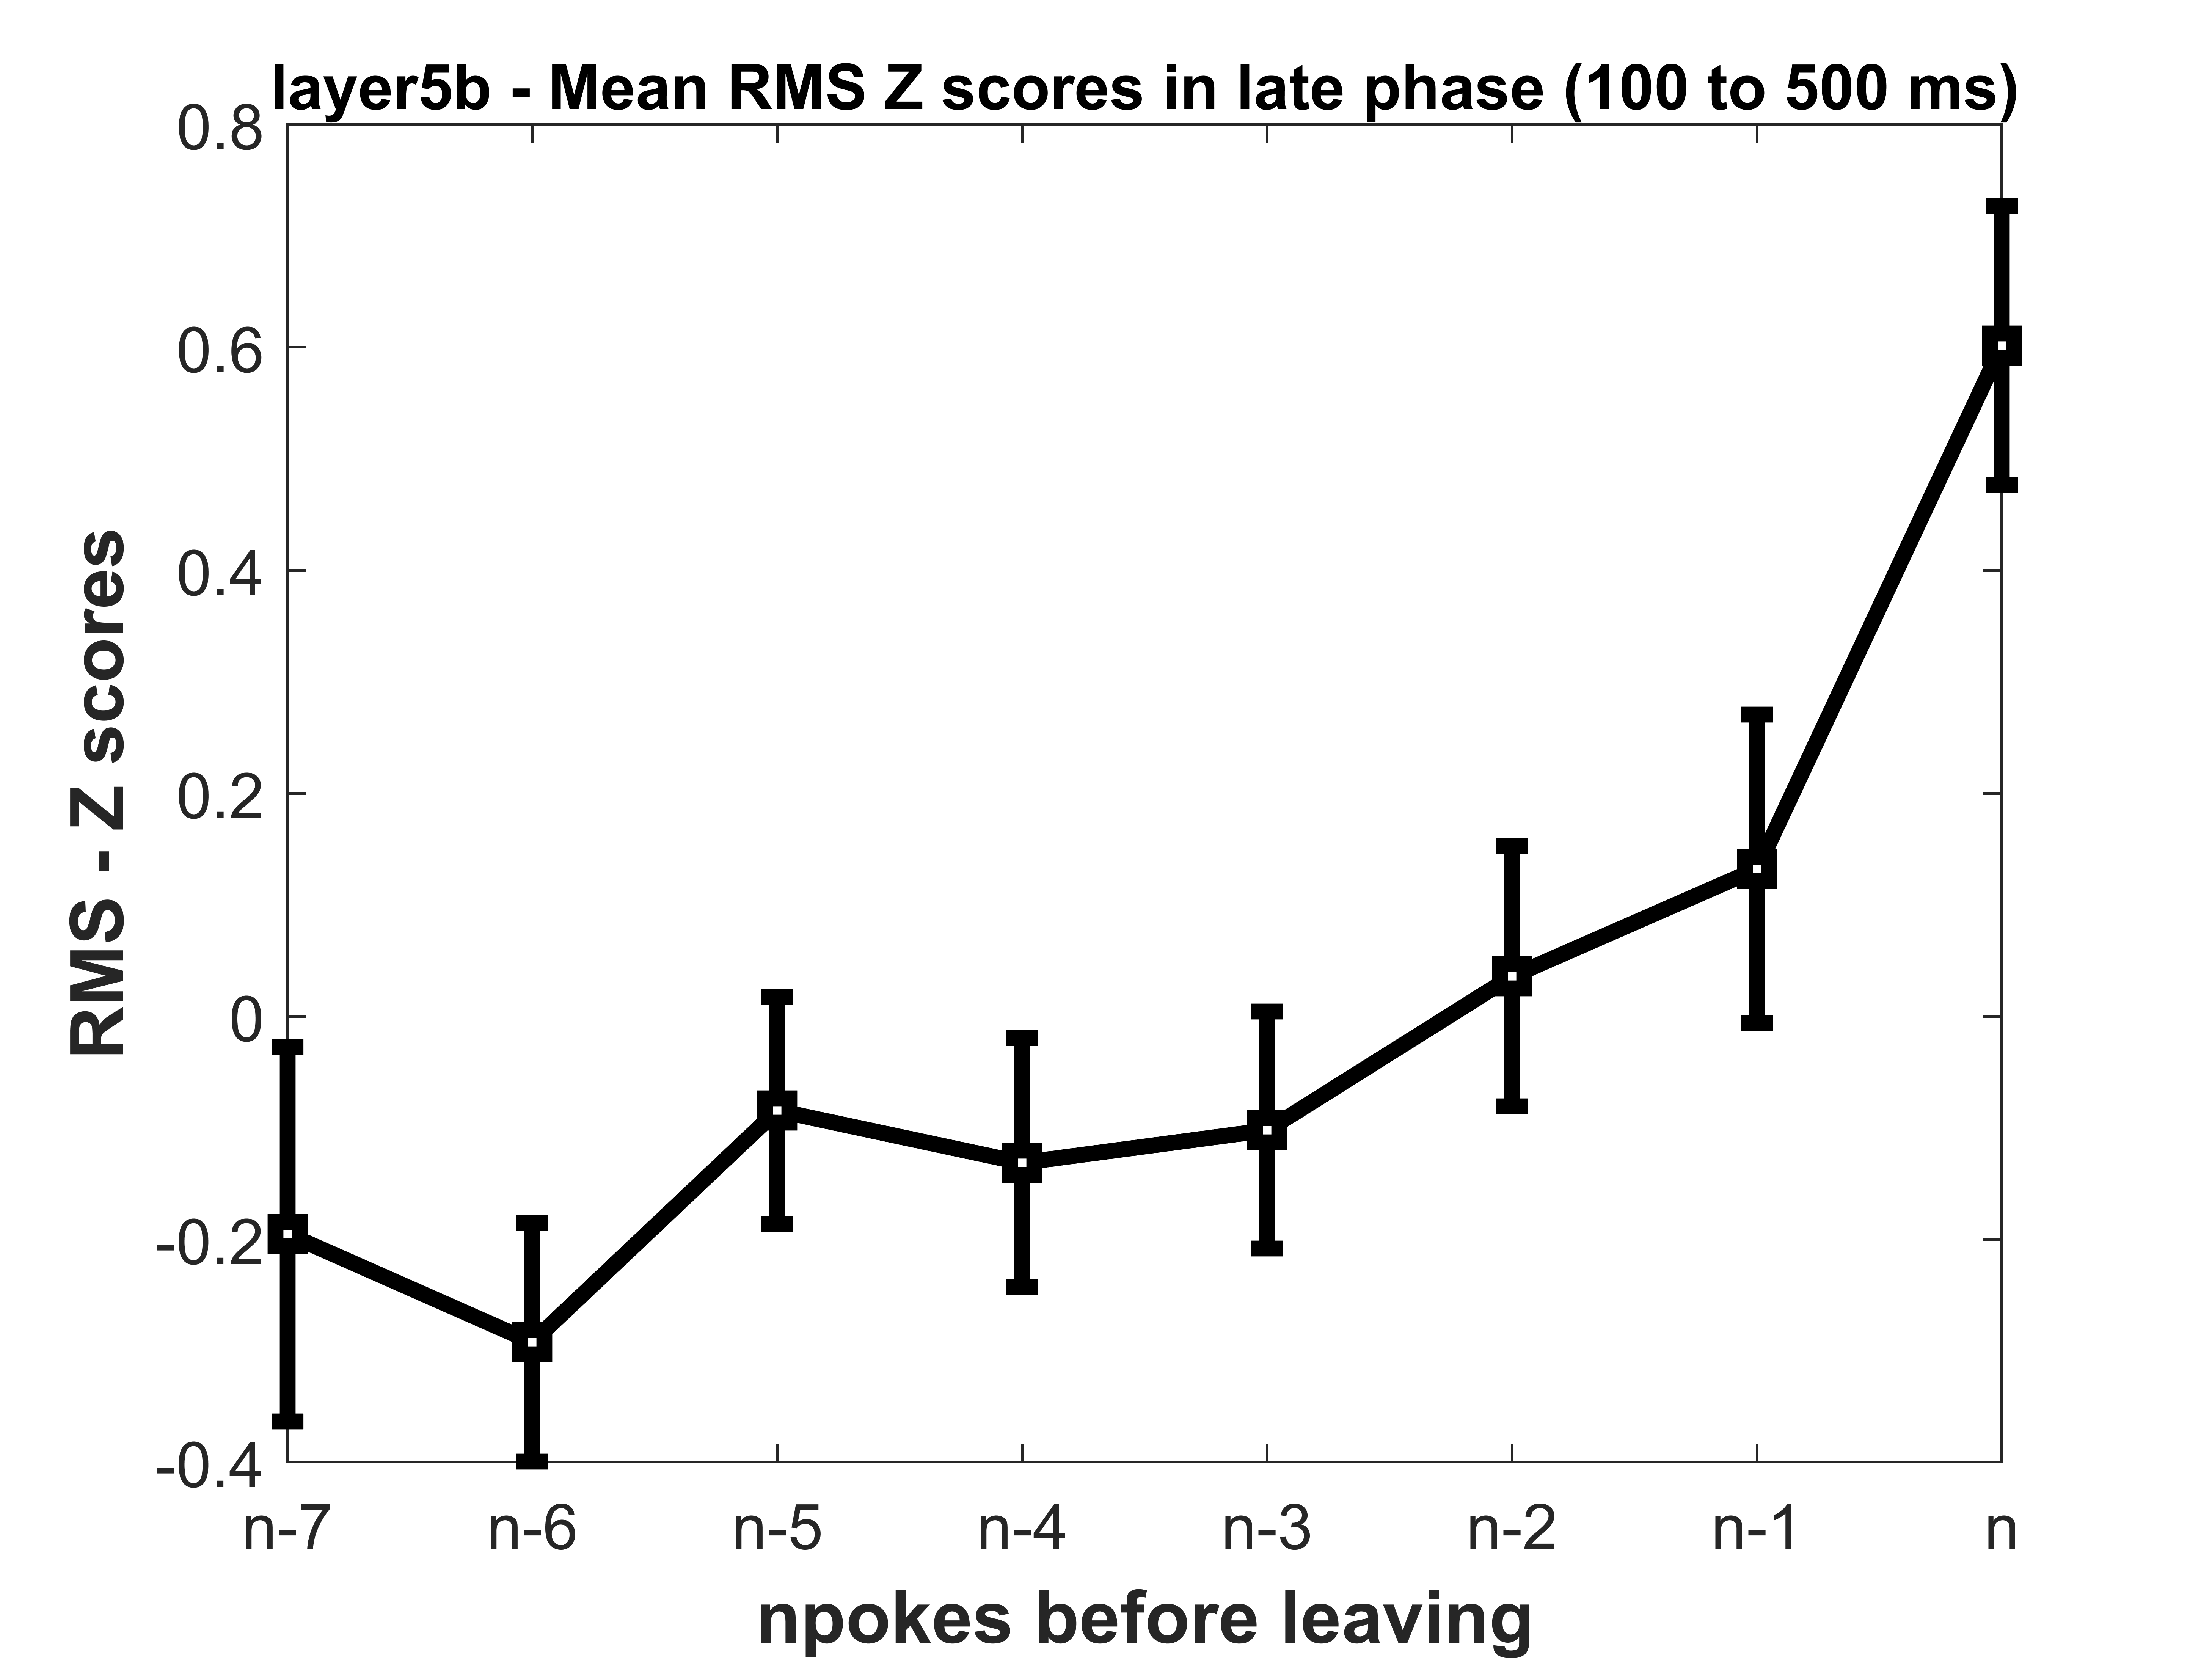 layer5b - Mean RMS Z scores in late phase (100 to 500 ms)
0.8
0.6
0.4
0.2
0
-0.2
-0.4
RMS - Z scores
n-7 n-6 n-5 n-4 n-3 n-2 n-1 n
npokes before leaving